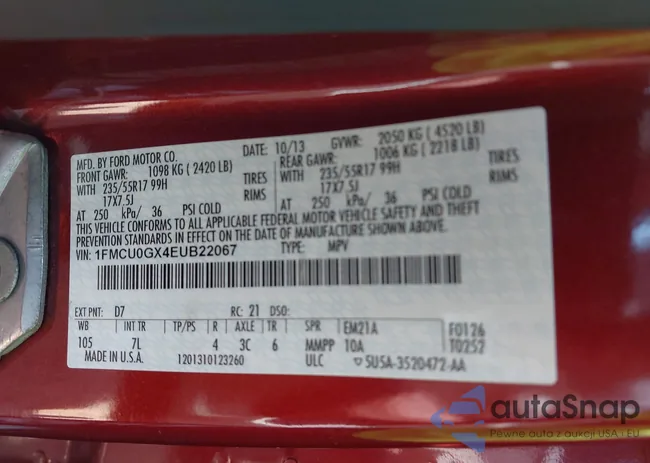 MFD. BY FORD MOTOR CO.
DATE: 10/13 GVWR: 2050 KG ( 4520 LB)
FRONT GAWR: 1098 KG ( 2420 LB) REAR GAWR: 1006 KG ( 2218 LB)
WITH 235/55R17 99H TIRES WITH 235/55R17 99H TIRES
17X7.5J RIMS 17X7.5J RIMS
AT 250 kPa/ 36 PSI COLD AT 250 kPa/ 36 PSI COLD
THIS VEHICLE CONFORMS TO ALL APPLICABLE FEDERAL MOTOR VEHICLE SAFETY AND THEFT
PREVENTION STANDARDS IN EFFECT ON THE DATE OF MANUFACTURE SHOWN ABOVE.
VIN: 1FMCU0GX4EUB22067 TYPE: MPV
EXT PNT: D7 RC: 21 DSO:
WB INT TR TP/PS R AXLE TR SPR EM21A F0126
105 7L 4 3C 6 MMPP 10A T0252
MADE IN U.S.A. 1201310123260 ULC 5U5A-3520472-AA
autaSnap
Pewne auta z aukcji USA i EU